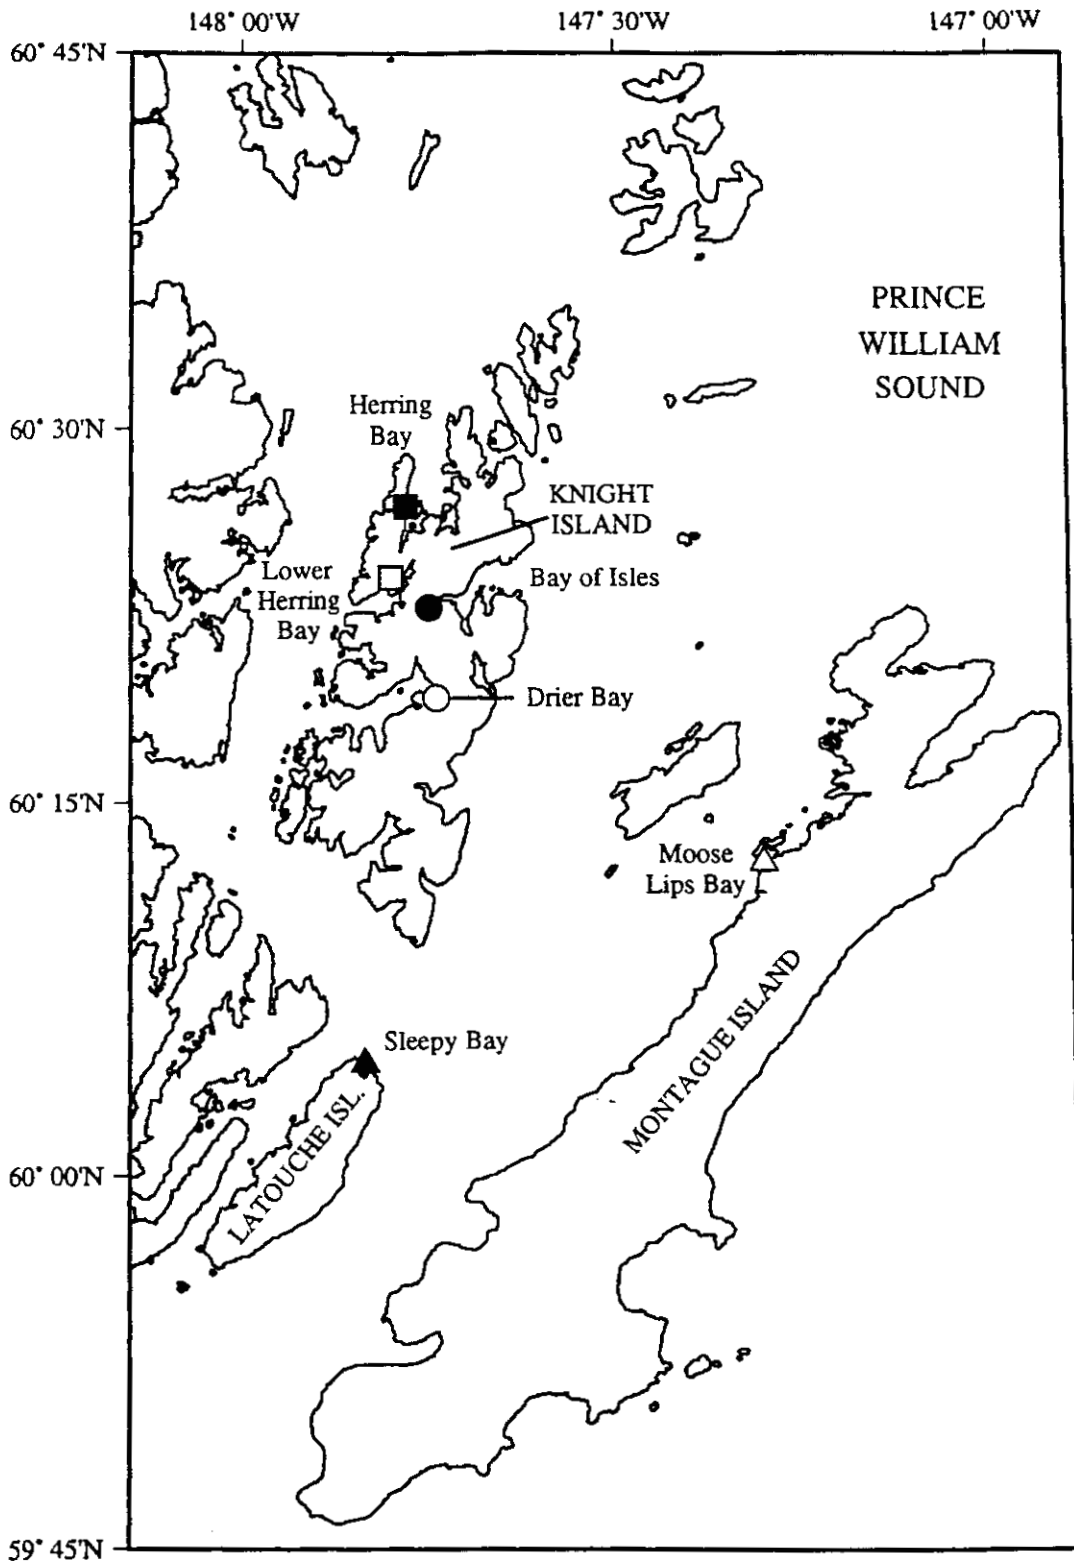 148° 00'W
147° 30'W
147° 00'W
60° 45'N
PRINCE
WILLIAM
SOUND
60° 30'N
Herring
Bay
KNIGHT
ISLAND
Lower
Herring
Bay
Bay of Isles
Drier Bay
60° 15'N
Moose
Lips Bay
MONTAGUE ISLAND
Sleepy Bay
LATOUCHE ISL.
60° 00'N
59° 45'N